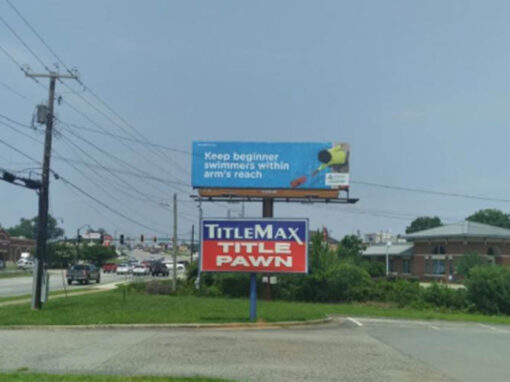 Keep beginner
swimmers within
arm's reach
TITLEMAX
TITLE
PAWN